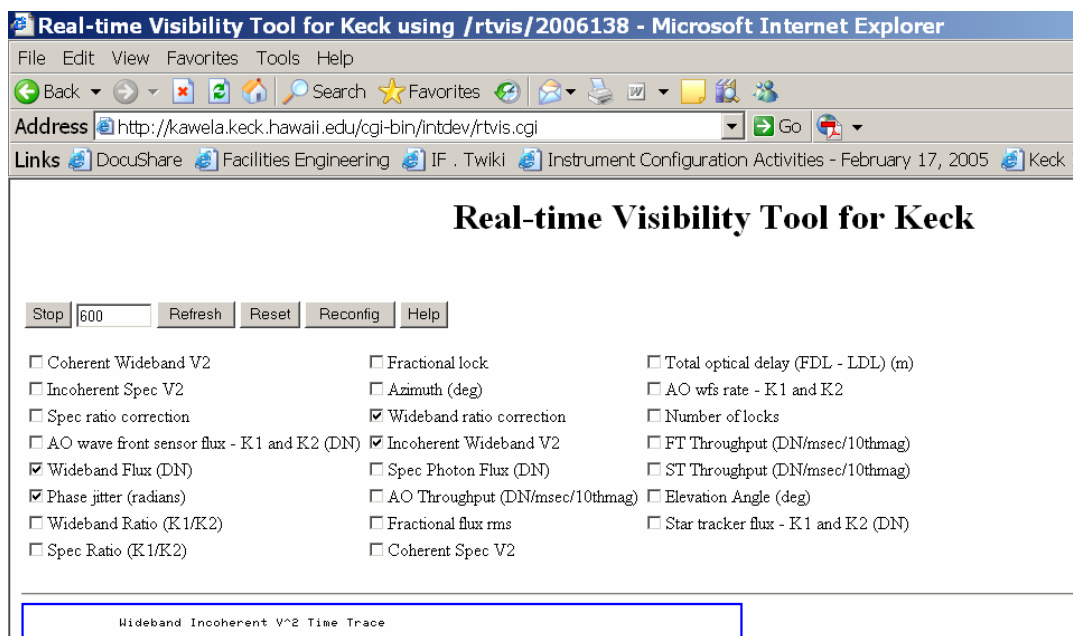 Real-time Visibility Tool for Keck using /rtvis/2006138 - Microsoft Internet Explorer
File Edit View Favorites Tools Help
Back Search Favorites
Address http://kawela.keck.hawaii.edu/cgi-bin/intdev/rtvis.cgi Go
Links DocuShare Facilities Engineering IF . Twiki Instrument Configuration Activities - February 17, 2005 Keck
Real-time Visibility Tool for Keck
Stop 600 Refresh Reset Reconfig Help
Coherent Wideband V2 Fractional lock Total optical delay (FDL - LDL) (m)
Incoherent Spec V2 Azimuth (deg) AO wfs rate - K1 and K2
Spec ratio correction Wideband ratio correction Number of locks
AO wave front sensor flux - K1 and K2 (DN) Incoherent Wideband V2 FT Throughput (DN/msec/10thmag)
Wideband Flux (DN) Spec Photon Flux (DN) ST Throughput (DN/msec/10thmag)
Phase jitter (radians) AO Throughput (DN/msec/10thmag) Elevation Angle (deg)
Wideband Ratio (K1/K2) Fractional flux rms Star tracker flux - K1 and K2 (DN)
Spec Ratio (K1/K2) Coherent Spec V2
Wideband Incoherent V^2 Time Trace